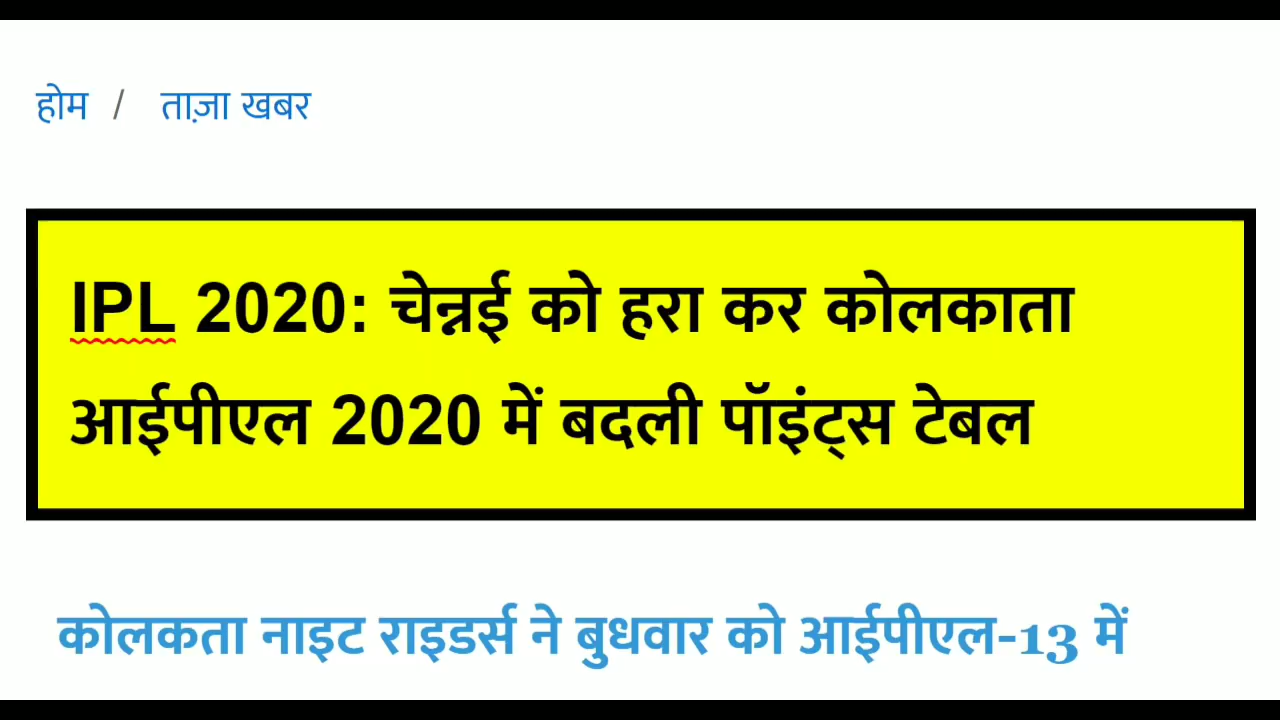 होम / ताज़ा खबर
IPL 2020: चेन्नई को हरा कर कोलकाता
आईपीएल 2020 में बदली पॉइंट्स टेबल
कोलकता नाइट राइडर्स ने बुधवार को आईपीएल-13 में